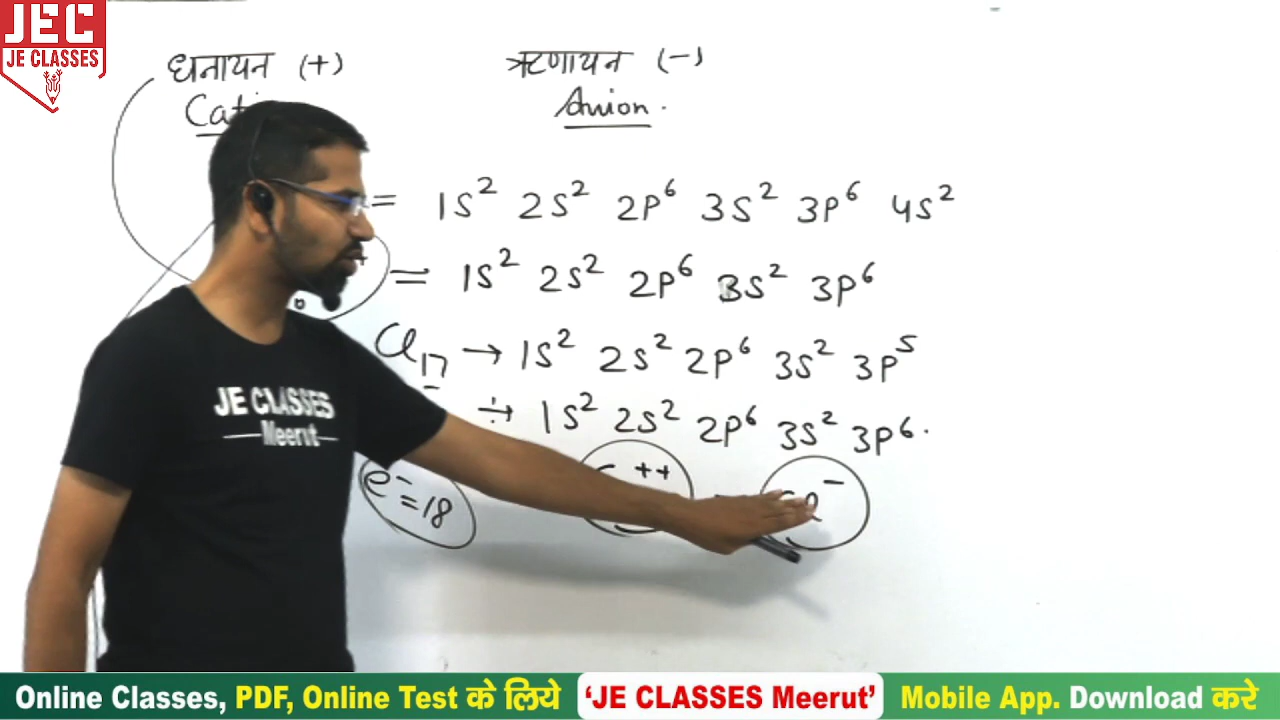 JEC
JE CLASSES
धनायन (+) ऋणायन (-)
Anion.
= 1s² 2s² 2p⁶ 3s² 3p⁶ 4s²
= 1s² 2s² 2p⁶ 3s² 3p⁶
Cl₁₇ → 1s² 2s² 2p⁶ 3s² 3p⁵
→ 1s² 2s² 2p⁶ 3s² 3p⁶.
++ -
e⁻=18
JE CLASSES
Meerut
Online Classes, PDF, Online Test के लिये 'JE CLASSES Meerut' Mobile App. Download करे